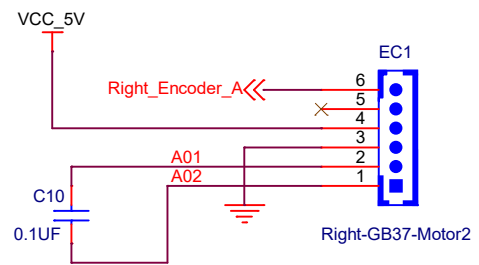 VCC_5V
EC1
Right_Encoder_A
6
5
4
3
A01
2
A02
1
C10
0.1UF
Right-GB37-Motor2